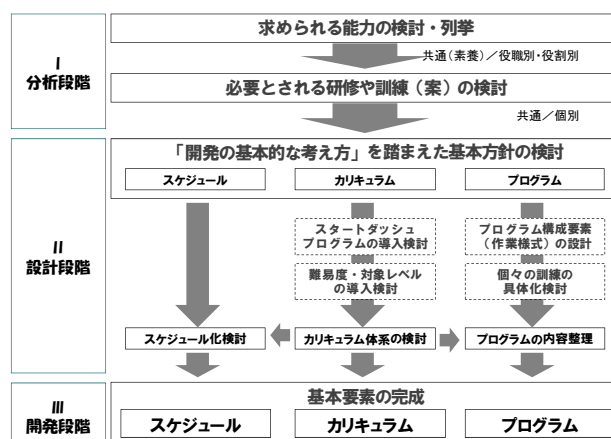 求められる能力の検討・列挙
共通(素養)／役職別・役割別
Ⅰ
分析段階
必要とされる研修や訓練（案）の検討
共通／個別
「開発の基本的な考え方」を踏まえた基本方針の検討
スケジュール
カリキュラム
プログラム
スタートダッシュ
プログラムの導入検討
プログラム構成要素
（作業様式）の設計
Ⅱ
設計段階
難易度・対象レベル
の導入検討
個々の訓練の
具体化検討
スケジュール化検討
カリキュラム体系の検討
プログラムの内容整理
Ⅲ
開発段階
基本要素の完成
スケジュール
カリキュラム
プログラム